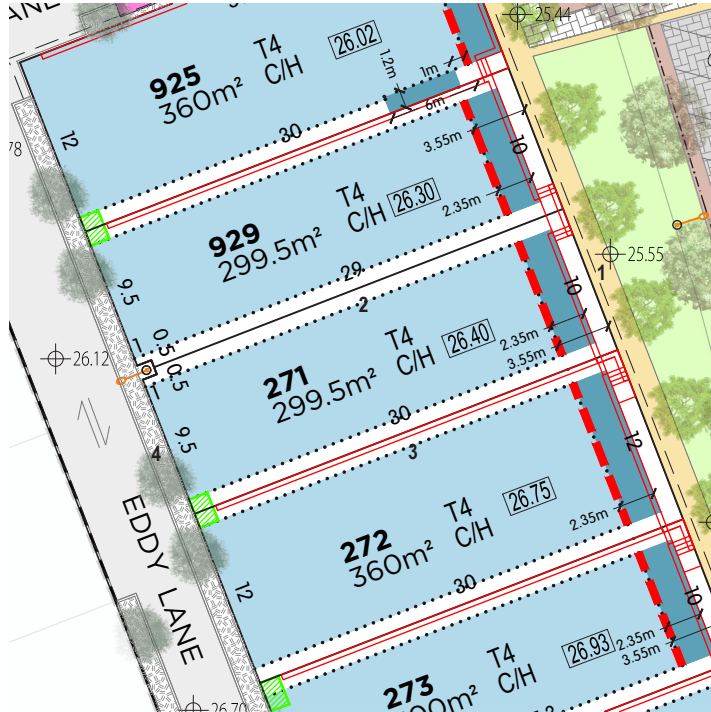 25.44
26.02
T4
C/H
925
360m²
1.2m
1m
6m
12
78
30
3.55m
10
2.35m
T4
C/H
26.30
929
299.5m²
9.5
29
2
1
25.55
10
0.5
0.5
1
1
26.12
T4
C/H
26.40
2.35m
3.55m
271
299.5m²
9.5
30
3
4
12
T4
C/H
26.75
2.35m
272
360m²
EDDY LANE
12
30
10
T4
C/H
26.93
2.35m
3.55m
273
26.70